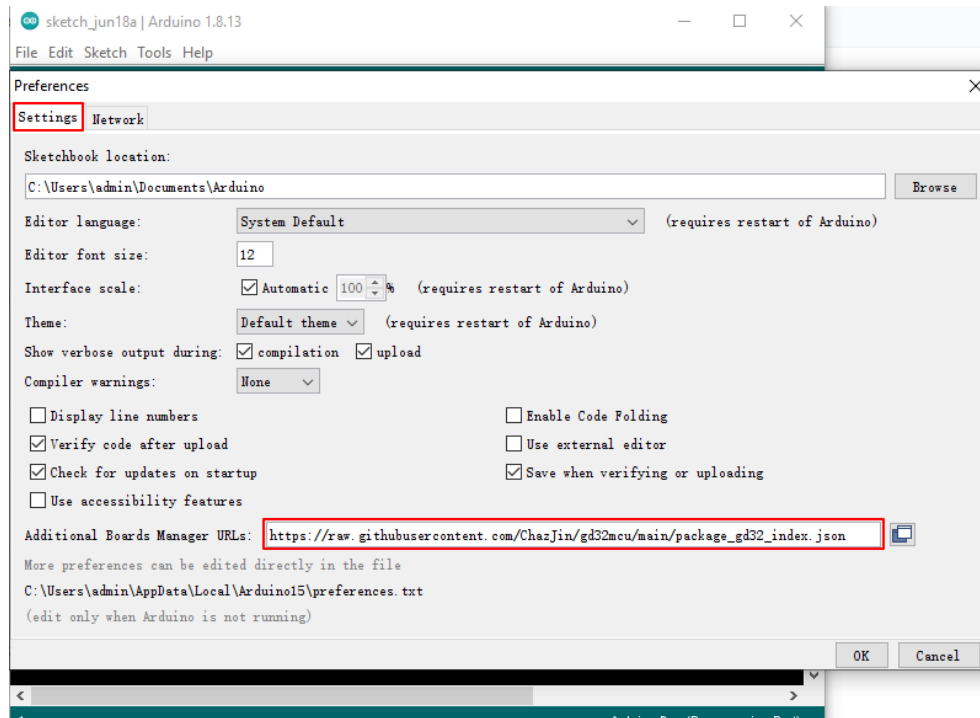 sketch_jun18a | Arduino 1.8.13
File Edit Sketch Tools Help
Preferences
Settings Network
Sketchbook location:
C:\Users\admin\Documents\Arduino Browse
Editor language: System Default (requires restart of Arduino)
Editor font size: 12
Interface scale: Automatic 100 % (requires restart of Arduino)
Theme: Default theme (requires restart of Arduino)
Show verbose output during: compilation upload
Compiler warnings: None
Display line numbers Enable Code Folding
Verify code after upload Use external editor
Check for updates on startup Save when verifying or uploading
Use accessibility features
Additional Boards Manager URLs: https://raw.githubusercontent.com/ChazJin/gd32mcu/main/package_gd32_index.json
More preferences can be edited directly in the file
C:\Users\admin\AppData\Local\Arduino15\preferences.txt
(edit only when Arduino is not running)
OK Cancel